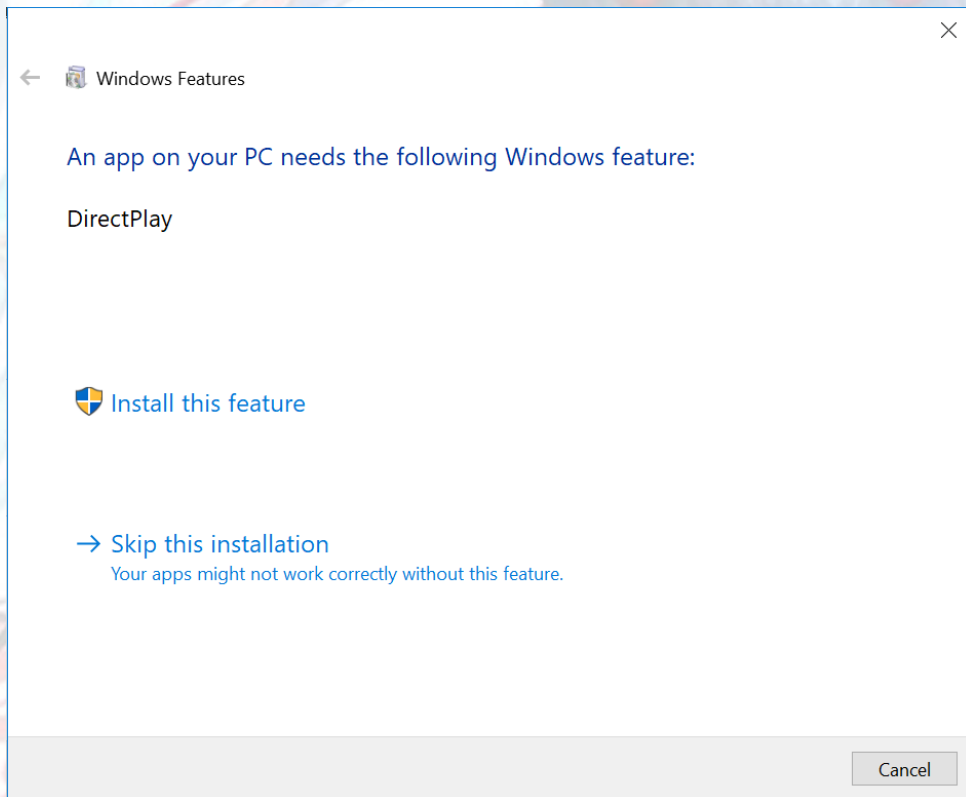 Windows Features
An app on your PC needs the following Windows feature:
DirectPlay
Install this feature
Skip this installation
Your apps might not work correctly without this feature.
Cancel